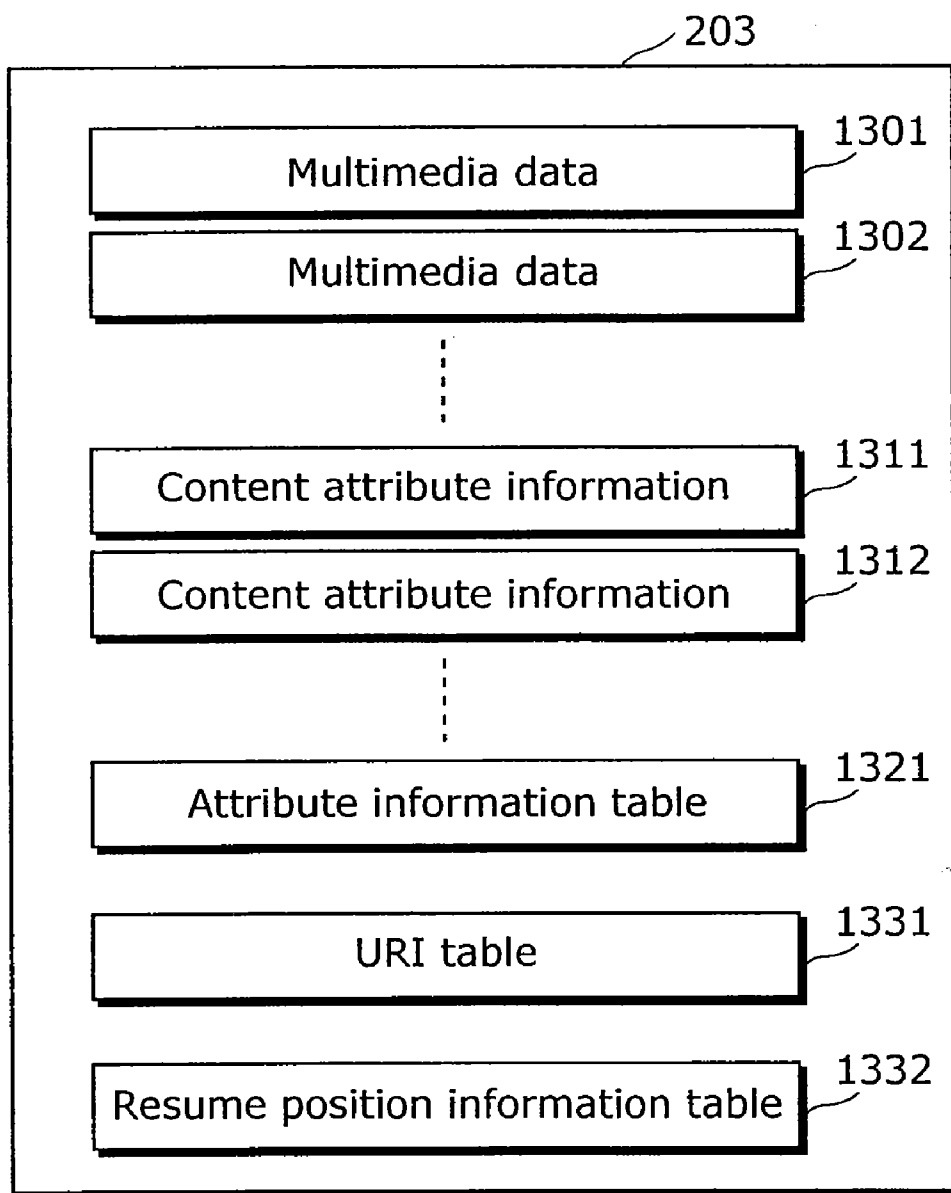 203
Multimedia data 1301
Multimedia data 1302
Content attribute information 1311
Content attribute information 1312
Attribute information table 1321
URI table 1331
Resume position information table 1332